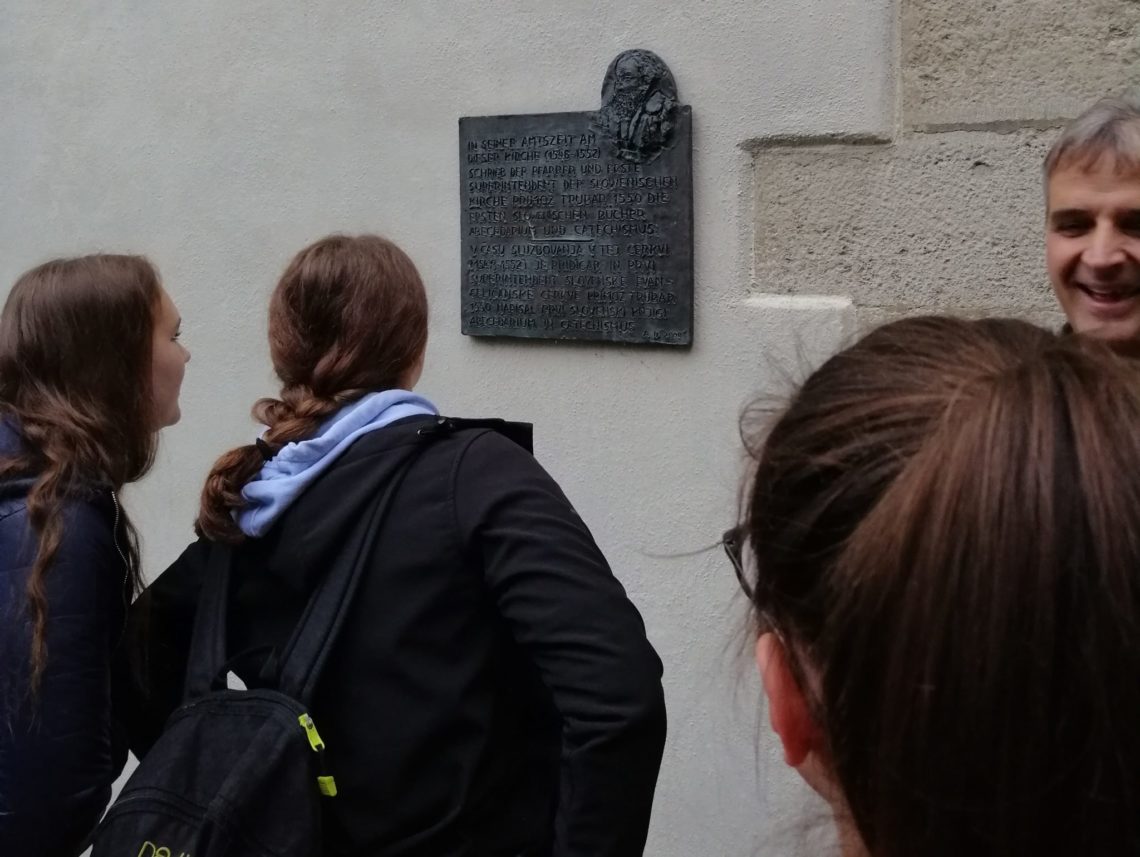 IN SEINER AMTSZEIT AM
DIESER KIRCHE (1548-1552)
SCHRIEB DER PFARRER UND ERSTE
SUPERINTENDENT DER SLOWENISCHEN
KIRCHE PRIMOZ TRUBAR 1550 DIE
ERSTEN SLOWENISCHEN BÜCHER
ABECEDARIUM UND CATECHISMUS.
V ČASU SLUŽBOVANJA V TEJ CERKVI
(1548-1552) JE PRIDIGAR IN PRVI
SUPERINTENDENT SLOVENSKE EVAN-
GELIČANSKE CERKVE PRIMOŽ TRUBAR
1550 NAPISAL PRVI SLOVENSKI KNJIGI
ABECEDARIUM IN CATECHISMUS